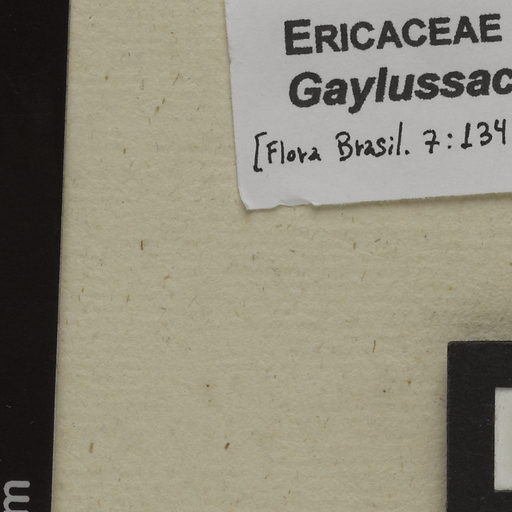 ERICACEAE
Gaylussac
[Flora Brasil. 7:134
m